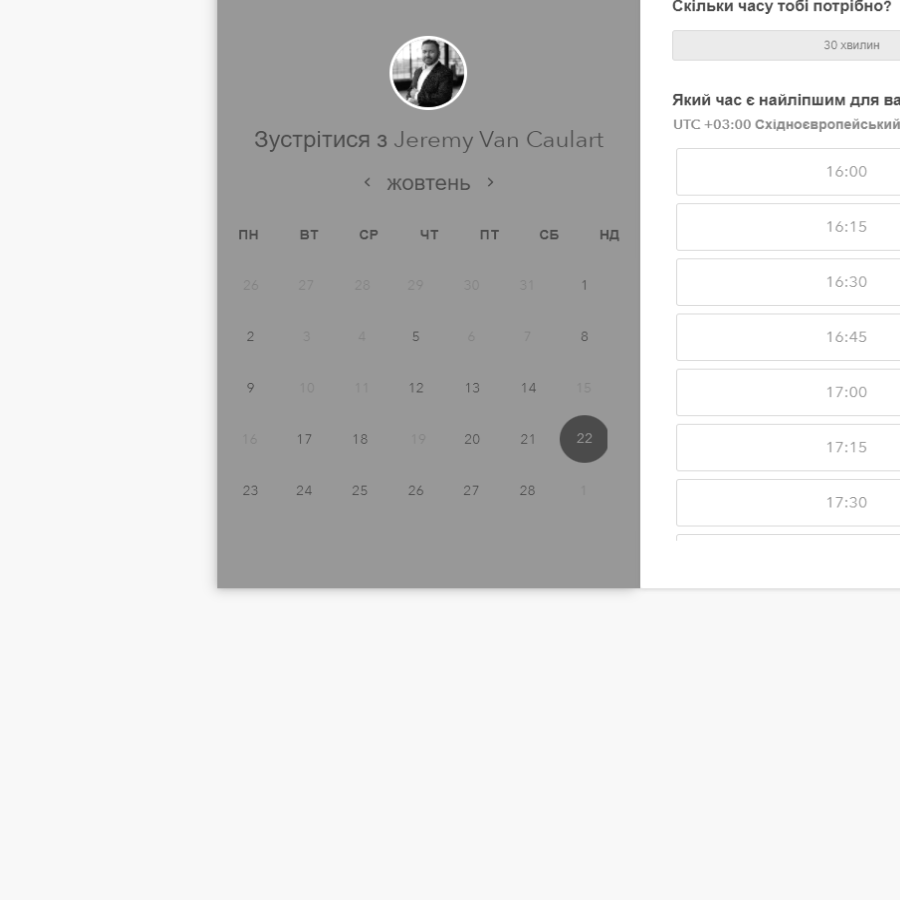 Зустрітися з Jeremy Van Caulart
жовтень
ПН ВТ СР ЧТ ПТ СБ НД
26 27 28 29 30 31 1
2 3 4 5 6 7 8
9 10 11 12 13 14 15
16 17 18 19 20 21 22
23 24 25 26 27 28 1
Скільки часу тобі потрібно?
30 хвилин
Який час є найліпшим для ва
UTC +03:00 Східноєвропейський
16:00
16:15
16:30
16:45
17:00
17:15
17:30